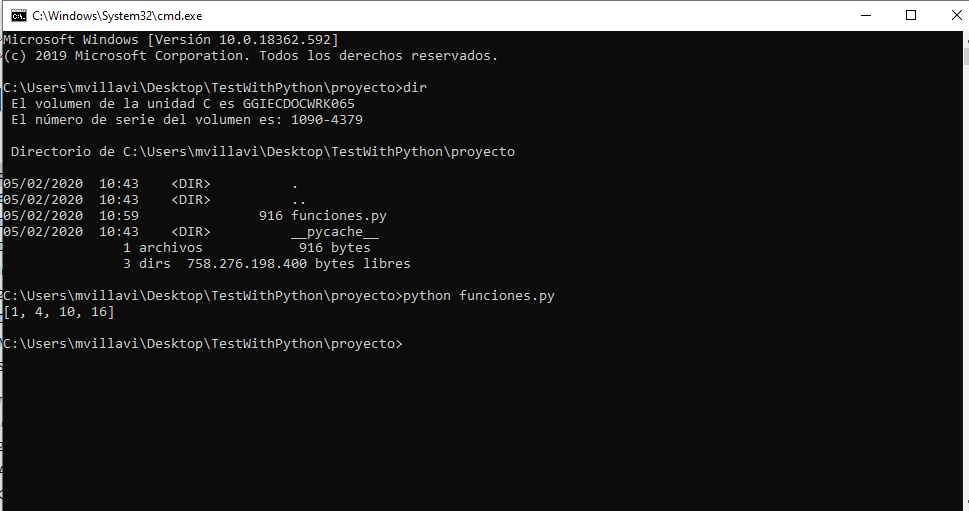 C:\Windows\System32\cmd.exe
Microsoft Windows [Versión 10.0.18362.592]
(c) 2019 Microsoft Corporation. Todos los derechos reservados.
C:\Users\mvillavi\Desktop\TestWithPython\proyecto>dir
El volumen de la unidad C es GGIECDOCWRK065
El número de serie del volumen es: 1090-4379
Directorio de C:\Users\mvillavi\Desktop\TestWithPython\proyecto
05/02/2020  10:43    <DIR>          .
05/02/2020  10:43    <DIR>          ..
05/02/2020  10:59               916 funciones.py
05/02/2020  10:43    <DIR>          __pycache__
1 archivos            916 bytes
3 dirs  758.276.198.400 bytes libres
C:\Users\mvillavi\Desktop\TestWithPython\proyecto>python funciones.py
[1, 4, 10, 16]
C:\Users\mvillavi\Desktop\TestWithPython\proyecto>